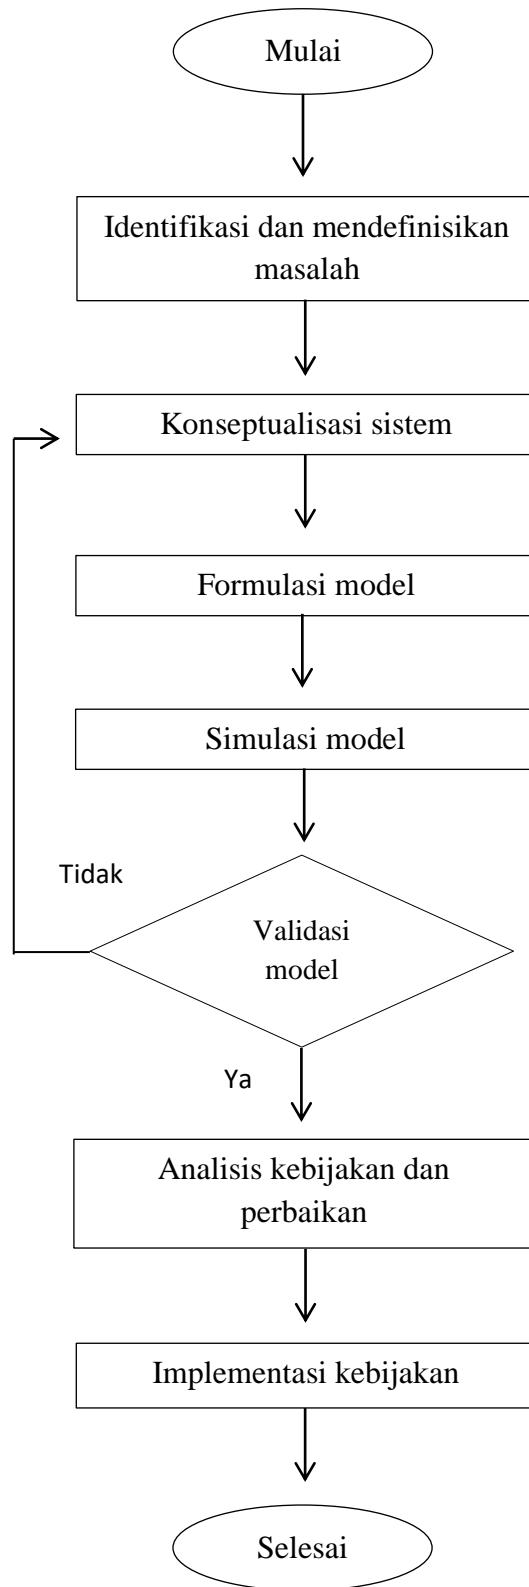 Mulai
Identifikasi dan mendefinisikan
masalah
Konseptualisasi sistem
Formulasi model
Simulasi model
Tidak
Validasi
model
Ya
Analisis kebijakan dan
perbaikan
Implementasi kebijakan
Selesai